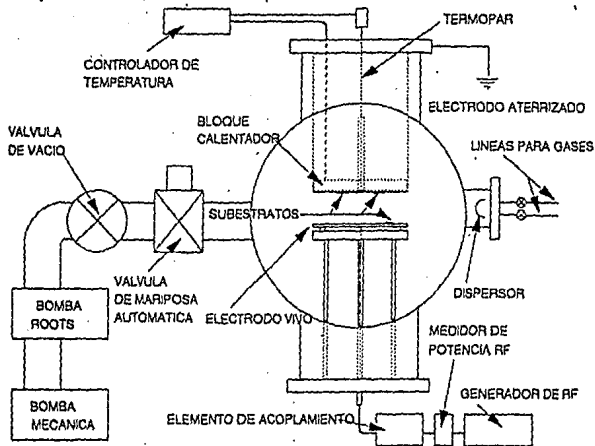 TERMOPAR
CONTROLADOR DE
TEMPERATURA
ELECTRODO ATERRIZADO
BLOQUE
CALENTADOR
VALVULA
DE VACIO
LINEAS PARA GASES
SUBESTRATOS
VALVULA
DE MARIPOSA
AUTOMATICA
ELECTRODO VIVO
DISPERSOR
BOMBA
ROOTS
MEDIDOR DE
POTENCIA RF
GENERADOR DE RF
BOMBA
MECANICA
ELEMENTO DE ACOPLAMIENTO